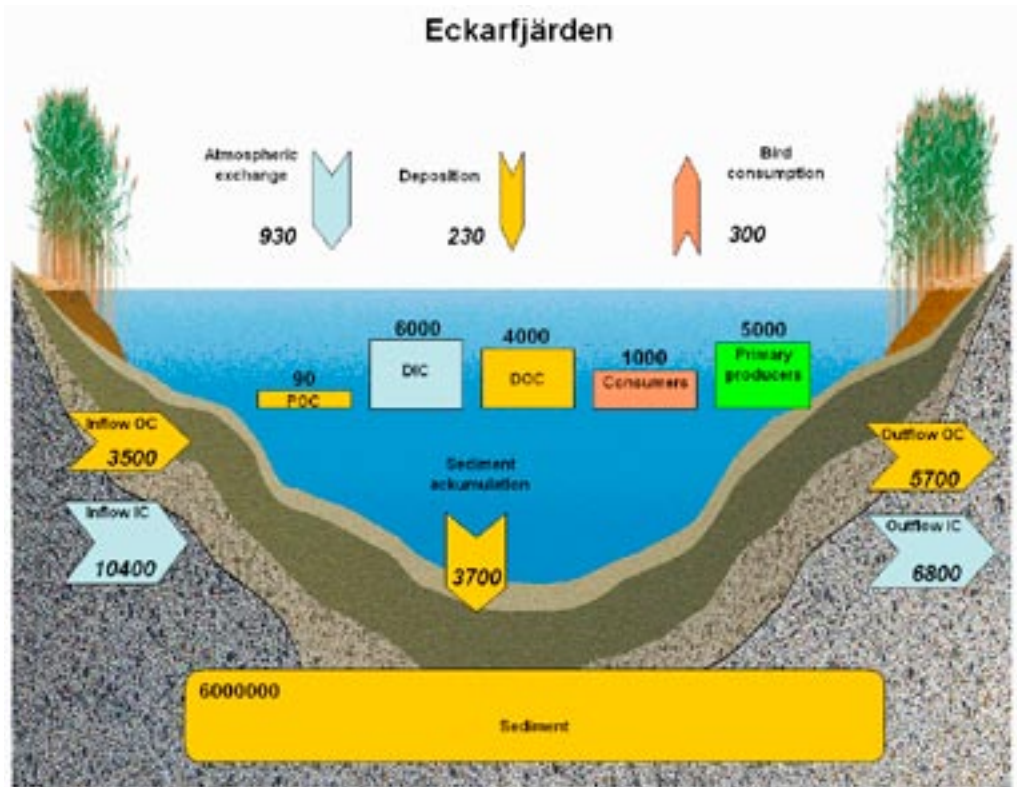 Eckarfjärden
Atmospheric
exchange
930
Deposition
230
Bird
consumption
300
90
POC
6000
DIC
4000
DOC
1000
Consumers
5000
Primary
producers
Inflow OC
3500
Inflow IC
10400
Sediment
ackumulation
3700
Outflow OC
5700
Outflow IC
6800
6000000
Sediment